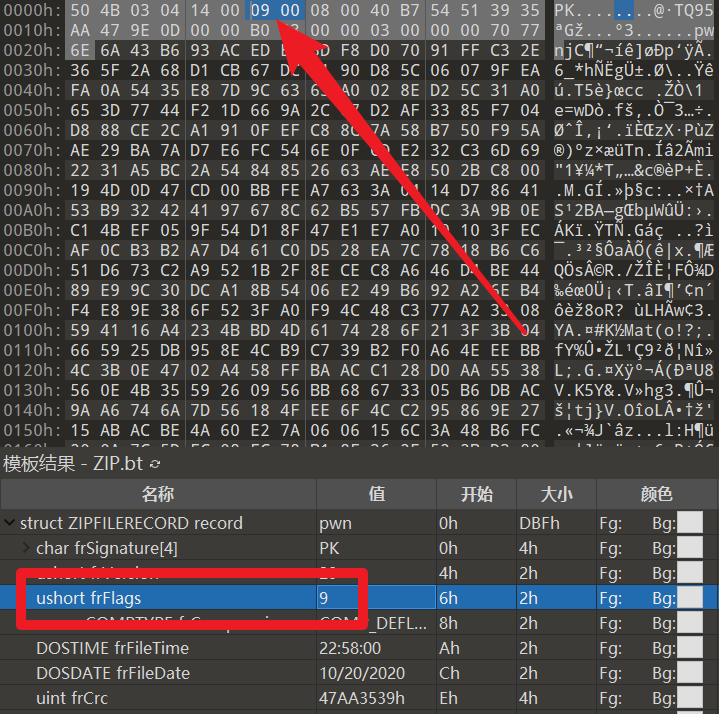 0000h: 50 4B 03 04 14 00 09 00 08 00 40 B7 54 51 39 35 PK........@·TQ95
0010h: AA 47 9E 0D 00 00 B0 00 00 03 00 00 00 70 77 ªGž...°3......pw
0020h: 6E 6A 43 B6 93 AC ED F8 D0 70 91 FF C3 2E njC¶“¬íê]øÐp‘ÿÃ.
0030h: 36 5F 2A 68 D1 CB 67 DC 91 90 D8 5C 06 07 9F EA 6_*hÑËgÜ±.Ø\..Ÿê
0040h: FA 0A 54 35 E8 7D 9C 63 02 8E D2 5C 31 A0 ú.T5è}œcc .ŽÒ\1
0050h: 65 3D 77 44 F2 1D 66 9A 2C D2 AF 33 85 F7 04 e=wDò.fš,.Ò¯3…÷.
0060h: D8 88 CE 2C A1 91 0F EF C8 8C 7A 58 B7 50 F9 5A ØˆÎ,¡‘.ïÈŒzX·PùZ
0070h: AE 29 BA 7A D7 E6 FC 54 6E 0F E2 32 C3 6D 69 ®)ºz×æüTn.Íâ2Ãmi
0080h: 22 31 A5 BC 2A 54 84 85 26 63 AE E8 50 2B C8 00 "1¥¼*T„…&c®èP+È.
0090h: 19 4D 0D 47 CD 00 BB FE A7 63 3A 14 D7 86 41 .M.GÍ.»þ§c:..×†A
00A0h: 53 B9 32 42 41 97 67 8C 62 B5 57 FB DC 3A 9B 0E S¹2BA—gŒbµWûÜ:›.
00B0h: C1 4B EF 05 9F 54 D1 8F 47 E1 E7 A0 10 3F EC ÁKï.ŸTÑ.Gáç ..?ì
00C0h: AF 0C B3 B2 A7 D4 61 C0 D5 28 EA 7C 78 18 B6 C6 ¯.³²§ÔaÀÕ(ê|x.¶Æ
00D0h: 51 D6 73 C2 A9 52 1B 2F 8E CE C8 A6 46 D4 BE 44 QÖsÂ©R./ŽÎÈ¦FÔ¾D
00E0h: 89 E9 9C 30 DC A1 8B 54 06 E2 49 B6 92 A2 6E B4 ‰éœ0Ü¡‹T.âI¶’¢n´
00F0h: F4 E8 9E 38 6F 52 3F A0 F9 4C 48 C3 77 A2 33 08 ôèž8oR? ùLHÃw¢3.
0100h: 59 41 16 A4 23 4B BD 4D 61 74 28 6F 21 3F 3B 04 YA.¤#K½Mat(o!?;.
0110h: 66 59 25 DB 95 8E 4C B9 C7 39 B2 F0 A6 4E EE BB fY%Û•ŽL¹Ç9²ð¦Nî»
0120h: 4C 3B 0E 47 02 A4 58 FF BA AC C1 28 D0 AA 55 38 L;.G.¤Xÿº¬Á(ÐªU8
0130h: 56 0E 4B 35 59 26 09 56 BB 68 67 33 05 B6 DB AC V.K5Y&.V»hg3.¶Û¬
0140h: 9A A6 74 6A 7D 56 18 4F EE 6F 4C C2 95 86 9E 27 š¦tj}V.OîoLÂ•†ž'
0150h: 15 AB AC BE 4A 60 E2 7A 06 06 15 6C 3A 48 B6 FC .«¬¾J`âz...l:H¶ü
模板结果 - ZIP.bt
名称 值 开始 大小 颜色
struct ZIPFILERECORD record pwn 0h DBFh Fg: Bg:
char frSignature[4] PK 0h 4h Fg: Bg:
4h 2h Fg: Bg:
ushort frFlags 9 6h 2h Fg: Bg:
_DEFL... 8h 2h Fg: Bg:
DOSTIME frFileTime 22:58:00 Ah 2h Fg: Bg:
DOSDATE frFileDate 10/20/2020 Ch 2h Fg: Bg:
uint frCrc 47AA3539h Eh 4h Fg: Bg: